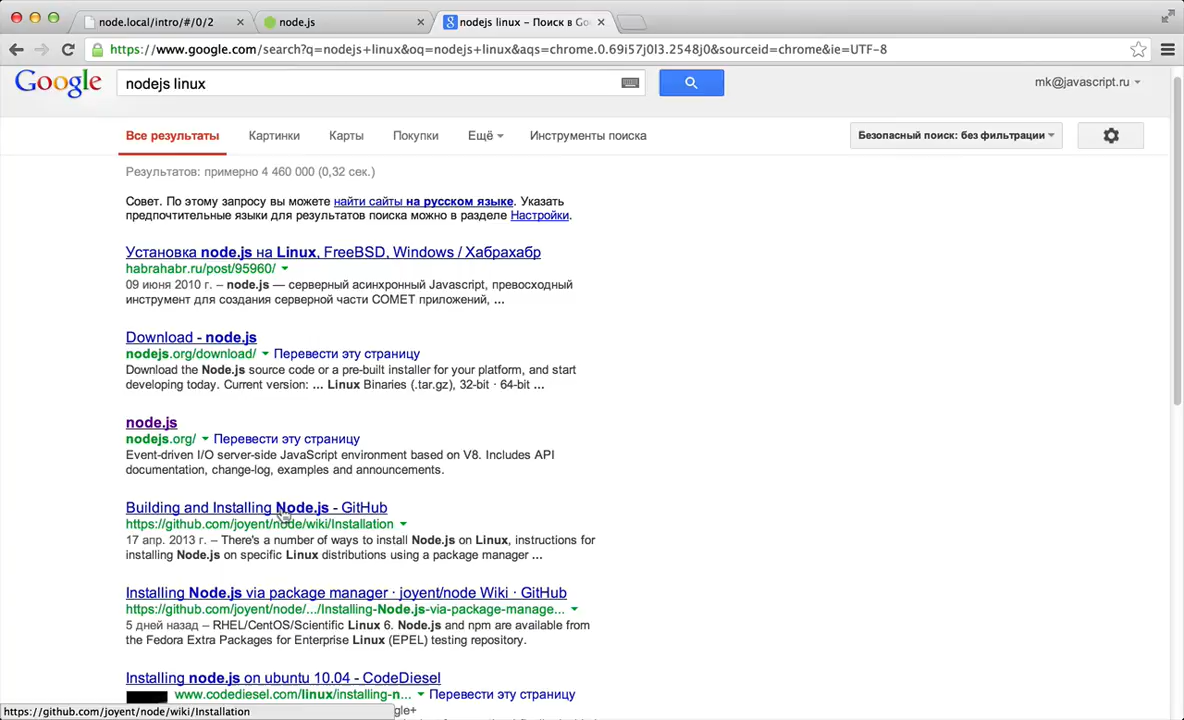 node.local/intro/#/0/2
node.js
nodejs linux – Поиск в Go
https://www.google.com/search?q=nodejs+linux&oq=nodejs+linux&aqs=chrome.0.69i57j0l3.2548j0&sourceid=chrome&ie=UTF-8
Google
nodejs linux
mk@javascript.ru
Все результаты Картинки Карты Покупки Ещё Инструменты поиска
Безопасный поиск: без фильтрации
Результатов: примерно 4 460 000 (0,32 сек.)
Совет. По этому запросу вы можете найти сайты на русском языке. Указать
предпочтительные языки для результатов поиска можно в разделе Настройки.
Установка node.js на Linux, FreeBSD, Windows / Хабрахабр
habrahabr.ru/post/95960/
09 июня 2010 г. – node.js — серверный асинхронный Javascript, превосходный
инструмент для создания серверной части COMET приложений, ...
Download - node.js
nodejs.org/download/ Перевести эту страницу
Download the Node.js source code or a pre-built installer for your platform, and start
developing today. Current version: ... Linux Binaries (.tar.gz), 32-bit · 64-bit ...
node.js
nodejs.org/ Перевести эту страницу
Event-driven I/O server-side JavaScript environment based on V8. Includes API
documentation, change-log, examples and announcements.
Building and Installing Node.js - GitHub
https://github.com/joyent/node/wiki/Installation
17 апр. 2013 г. – There's a number of ways to install Node.js on Linux, instructions for
installing Node.js on specific Linux distributions using a package manager ...
Installing Node.js via package manager · joyent/node Wiki · GitHub
https://github.com/joyent/node/.../Installing-Node.js-via-package-manage...
5 дней назад – RHEL/CentOS/Scientific Linux 6. Node.js and npm are available from
the Fedora Extra Packages for Enterprise Linux (EPEL) testing repository.
Installing node.js on ubuntu 10.04 - CodeDiesel
www.codediesel.com/linux/installing-n... Перевести эту страницу
https://github.com/joyent/node/wiki/Installation
gle+